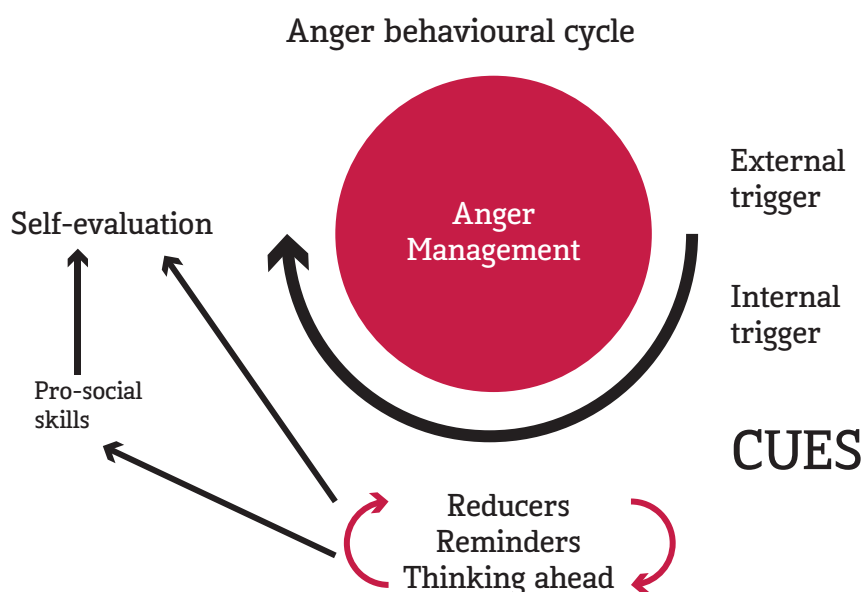 Anger behavioural cycle
External
trigger
Anger
Management
Self-evaluation
Internal
trigger
Pro-social
skills
CUES
Reducers
Reminders
Thinking ahead